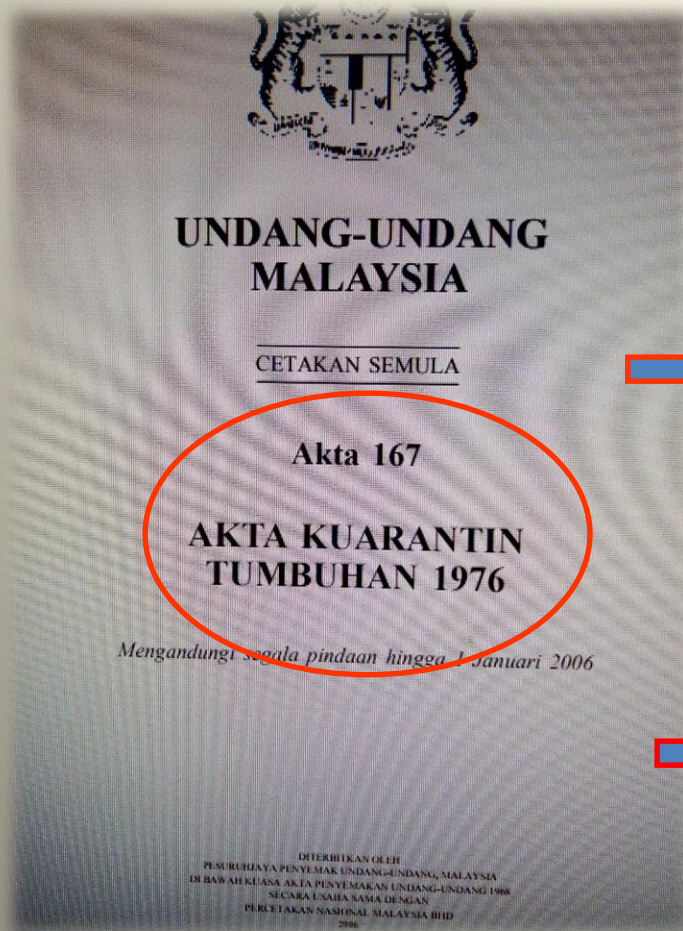 UNDANG-UNDANG
MALAYSIA
CETAKAN SEMULA
Akta 167
AKTA KUARANTIN
TUMBUHAN 1976
Mengandungi segala pindaan hingga 1 Januari 2006
DITERBITKAN OLEH
PESURUHJAYA PENYEMAK UNDANG-UNDANG, MALAYSIA
DI BAWAH KUASA AKTA PENYEMAKAN UNDANG-UNDANG 1968
SECARA USAHA SAMA DENGAN
PERCETAKAN NASIONAL MALAYSIA BHD
2006